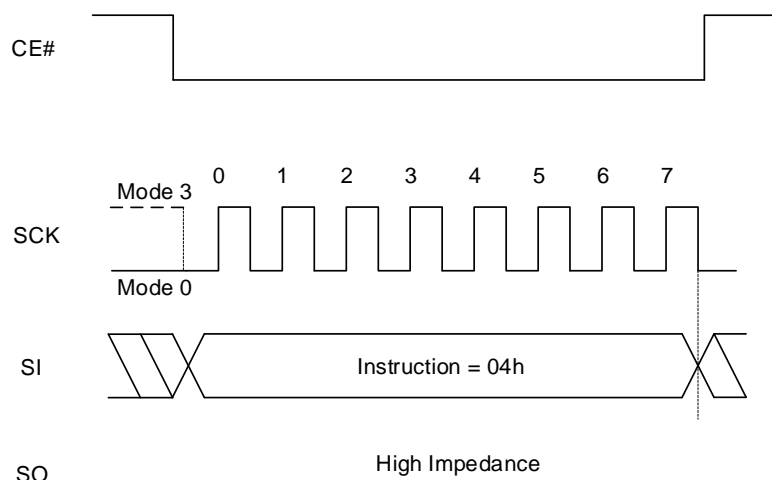 CE#
0 1 2 3 4 5 6 7
Mode 3
SCK
Mode 0
SI
Instruction = 04h
High Impedance
SO